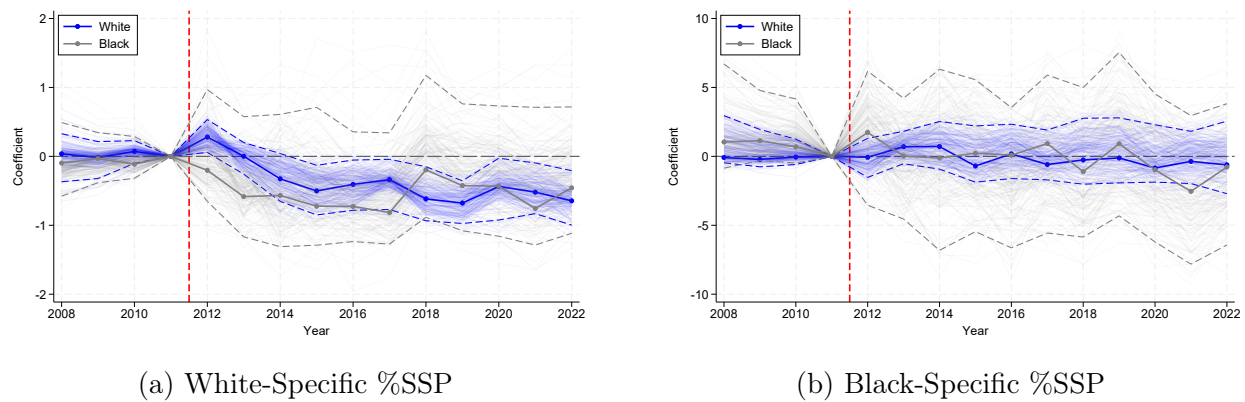 2
1
0
-1
-2
Coefficient
2008 2010 2012 2014 2016 2018 2020 2022
Year
White
Black
(a) White-Specific %SSP
10
5
0
-5
-10
Coefficient
2008 2010 2012 2014 2016 2018 2020 2022
Year
White
Black
(b) Black-Specific %SSP